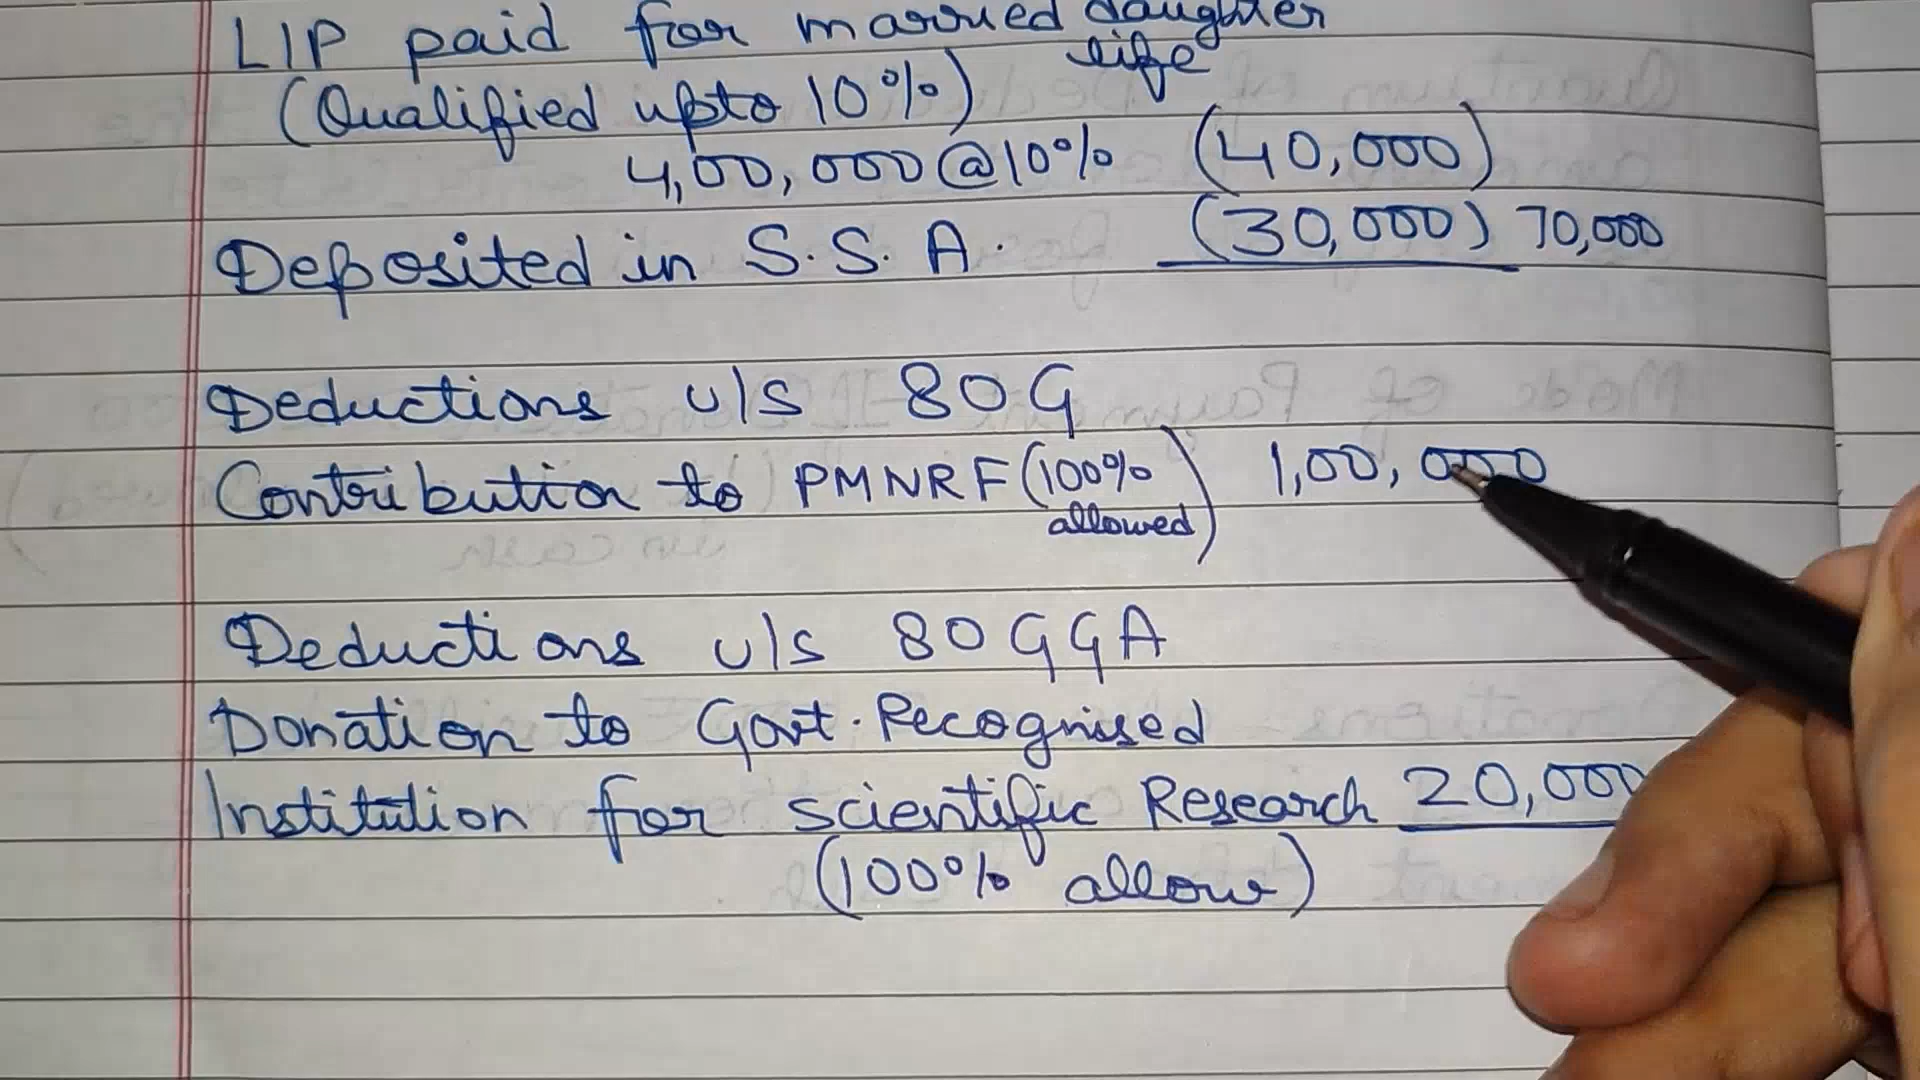 LIP paid for married daughter
life
(Qualified upto 10%)
4,00,000@10% (40,000)
Deposited in S.S.A. (30,000) 70,000
Deductions u/s 80G
Contribution to PMNRF (100% allowed) 1,00,000
Deductions u/s 80GGA
Donation to Govt. Recognised
Institution for scientific Research 20,000
(100% allow)